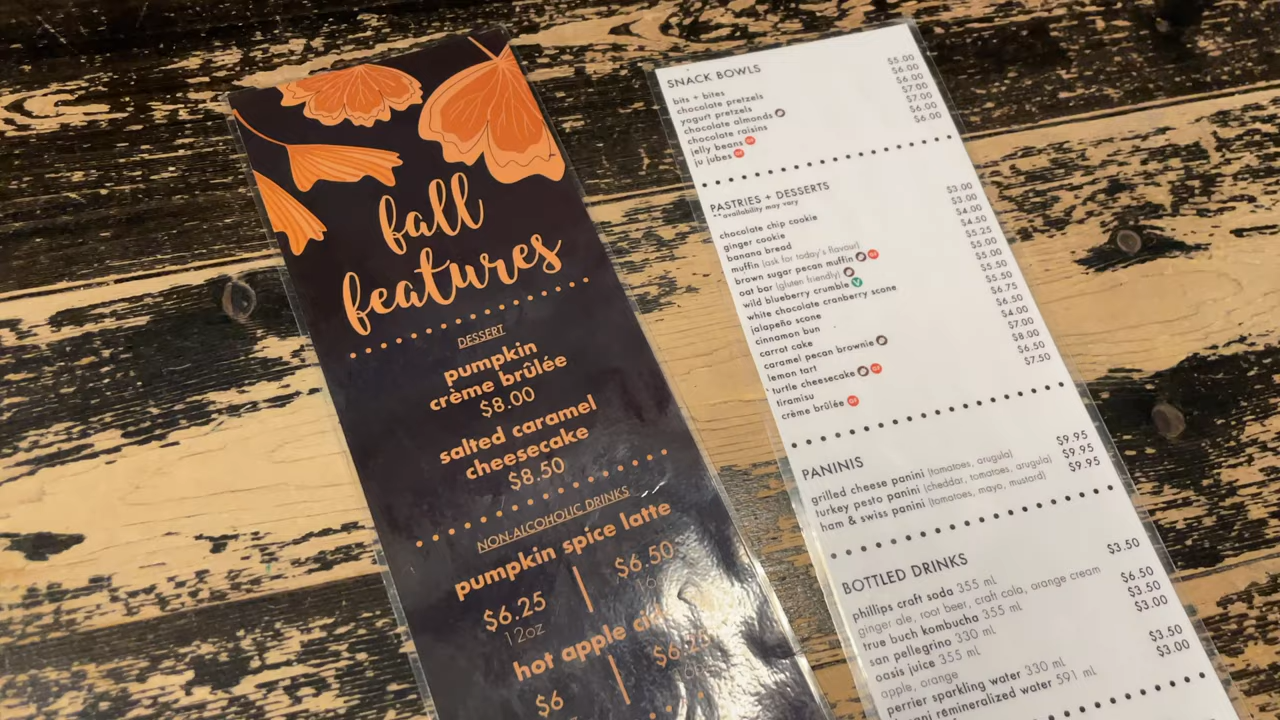 fall
features
DESSERT
pumpkin
crème brûlée
$8.00
salted caramel
cheesecake
$8.50
NON-ALCOHOLIC DRINKS
pumpkin spice latte
$6.25 $6.50
12oz
hot apple
$6
SNACK BOWLS
bits + bites $5.00
chocolate pretzels $6.00
yogurt pretzels $6.00
chocolate almonds $7.00
chocolate raisins $7.00
jelly beans GF $6.00
ju jubes GF $6.00
PASTRIES + DESSERTS
**availability may vary
chocolate chip cookie $3.00
ginger cookie $3.00
banana bread $4.00
muffin (ask for today's flavour) $4.50
brown sugar pecan muffin GF $5.25
oat bar (gluten friendly) $5.00
wild blueberry crumble V $5.00
white chocolate cranberry scone $5.50
jalapeño scone $5.50
cinnamon bun $6.75
carrot cake $6.50
caramel pecan brownie $4.00
lemon tart $7.00
turtle cheesecake GF $8.00
tiramisu $6.50
crème brûlée GF $7.50
PANINIS
grilled cheese panini (tomatoes, arugula) $9.95
turkey pesto panini (cheddar, tomatoes, arugula) $9.95
ham & swiss panini (tomatoes, mayo, mustard) $9.95
BOTTLED DRINKS
phillips craft soda 355 ml $3.50
ginger ale, root beer, craft cola, orange cream
true buch kombucha 355 ml $6.50
san pellegrino 330 ml $3.50
oasis juice 355 ml $3.00
apple, orange
perrier sparkling water 330 ml $3.50
remineralized water 591 ml $3.00